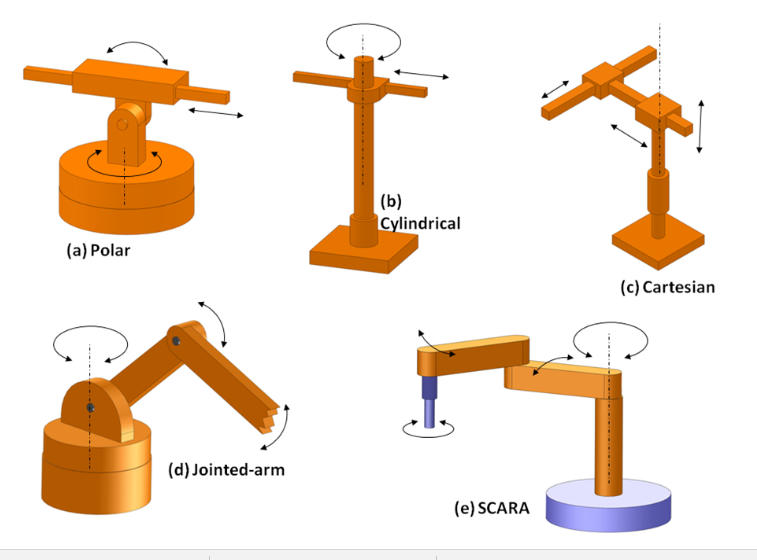 (a) Polar
(b)
Cylindrical
(c) Cartesian
(d) Jointed-arm
(e) SCARA